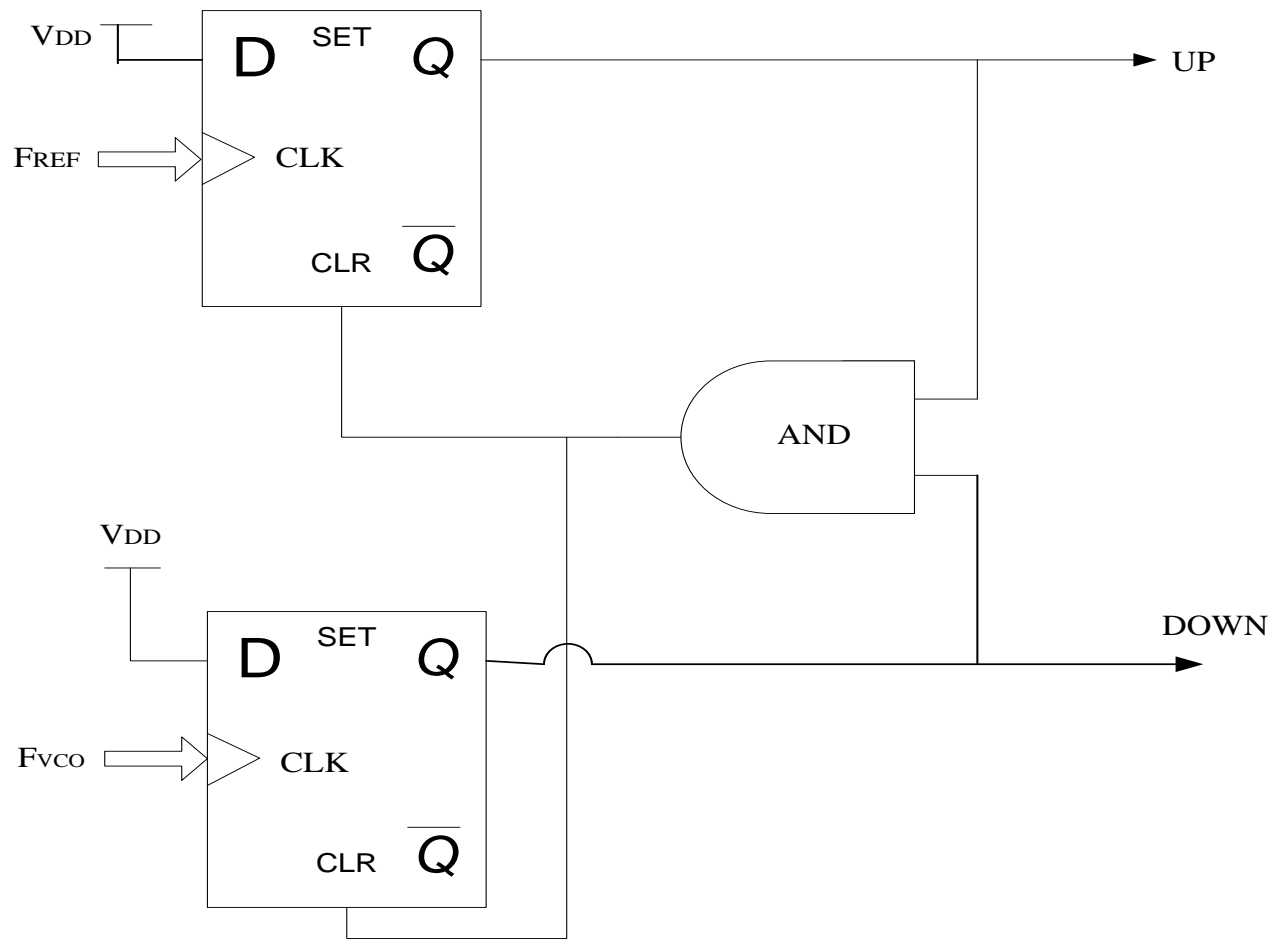 VDD
D SET Q
UP
FREF
CLK
CLR Q̅
AND
VDD
DOWN
D SET Q
FVCO
CLK
CLR Q̅